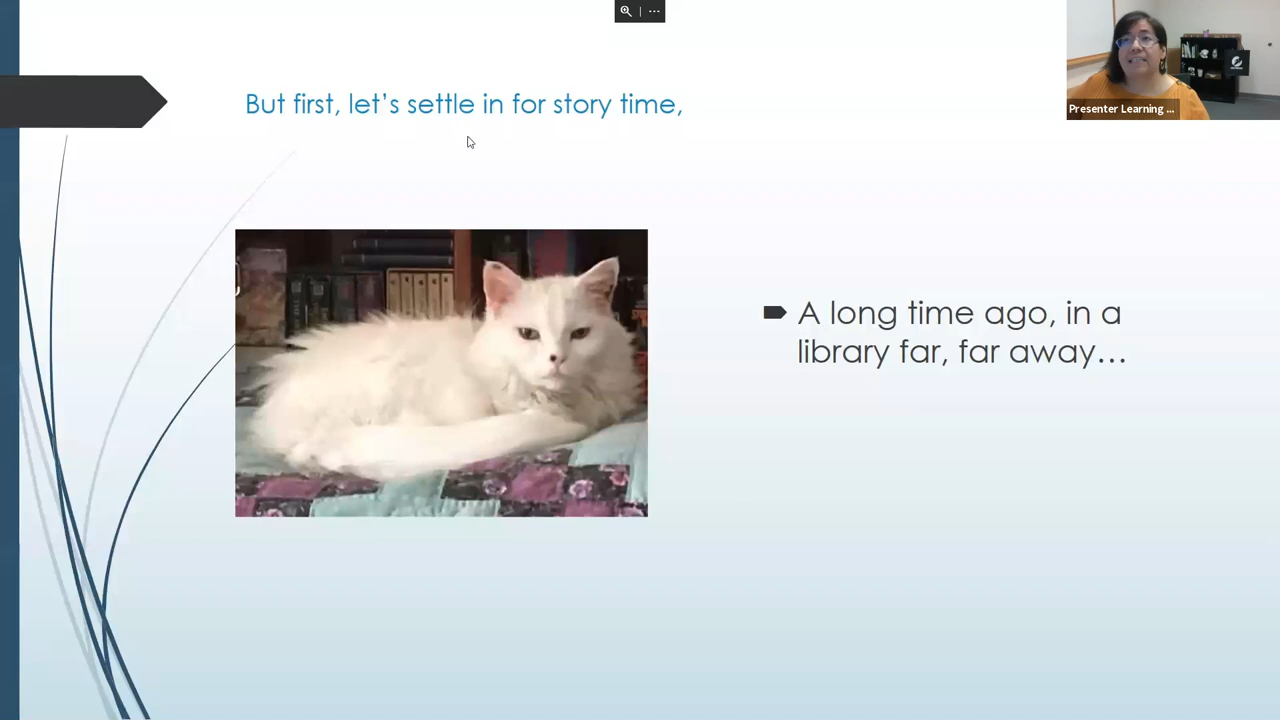 But first, let's settle in for story time,
Presenter Learning ...
A long time ago, in a
library far, far away...